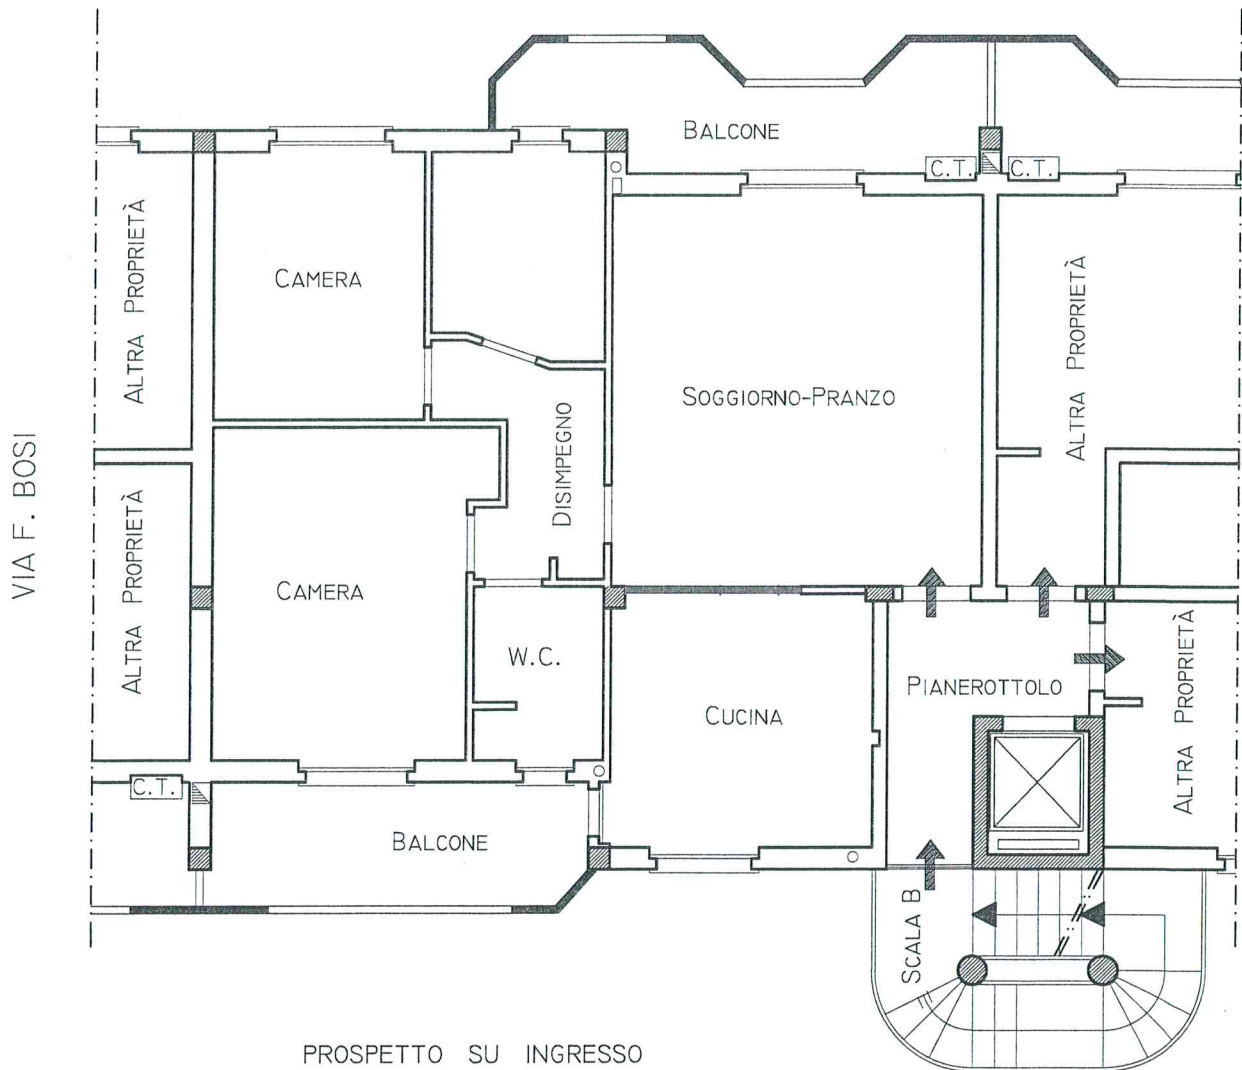 BALCONE
C.T.
C.T.
ALTRA PROPRIETÀ
CAMERA
ALTRA PROPRIETÀ
SOGGIORNO-PRANZO
DISIMPEGNO
VIA F. BOSI
ALTRA PROPRIETÀ
CAMERA
W.C.
PIANEROTTOLO
ALTRA PROPRIETÀ
CUCINA
C.T.
BALCONE
SCALA B
PROSPETTO SU INGRESSO